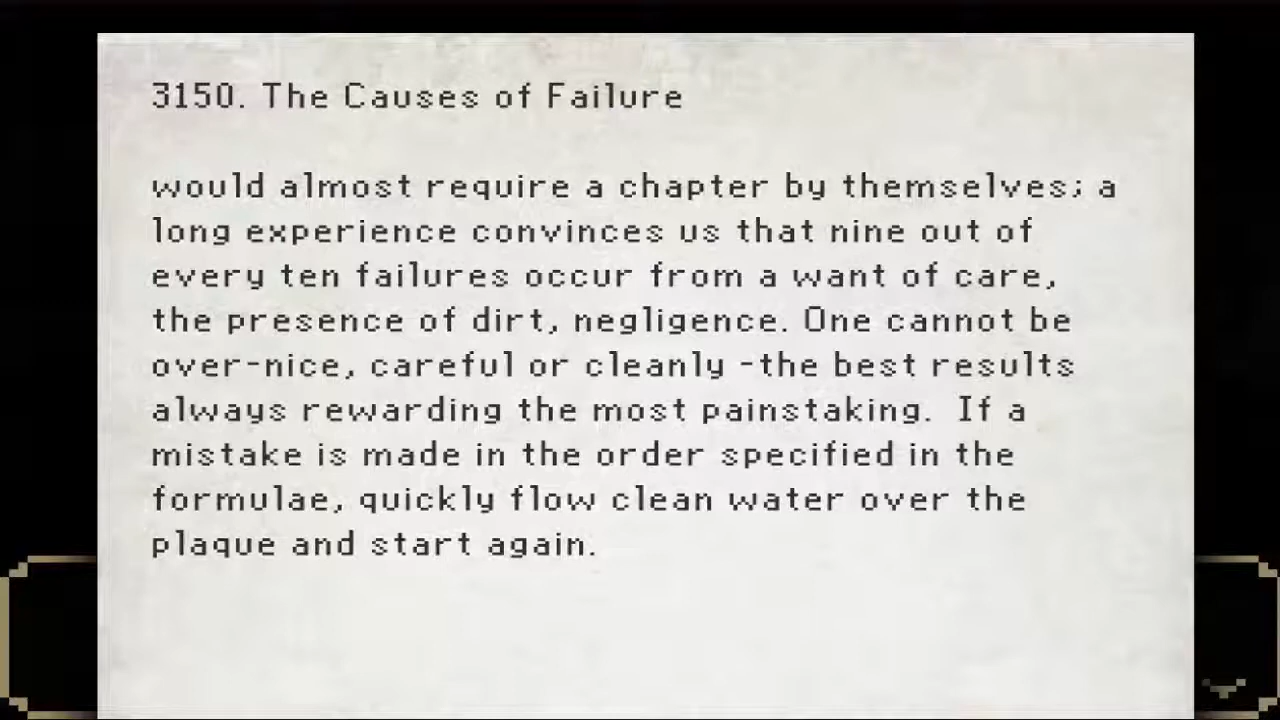 3150. The Causes of Failure
would almost require a chapter by themselves; a
long experience convinces us that nine out of
every ten failures occur from a want of care,
the presence of dirt, negligence. One cannot be
over-nice, careful or cleanly -the best results
always rewarding the most painstaking.  If a
mistake is made in the order specified in the
formulae, quickly flow clean water over the
plaque and start again.